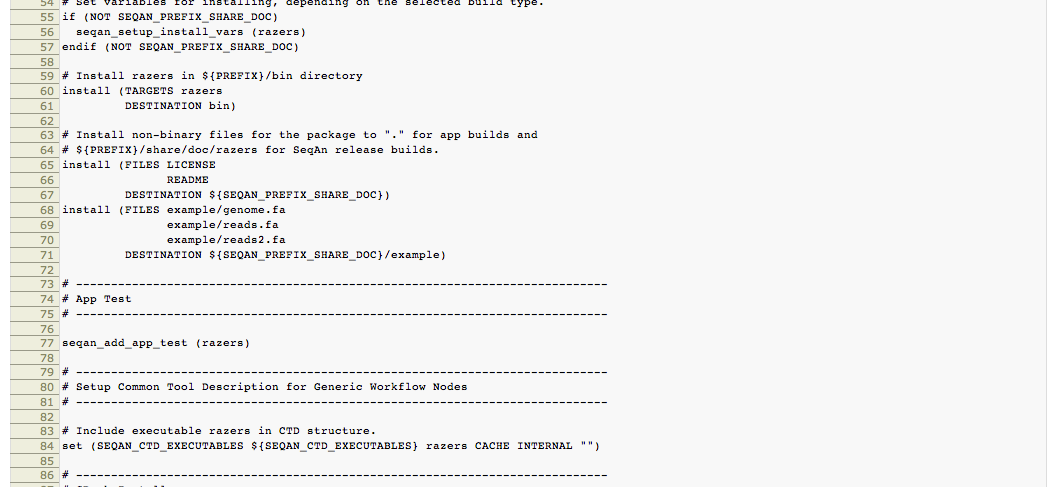 54 # Set variables for installing, depending on the selected build type.
55 if (NOT SEQAN_PREFIX_SHARE_DOC)
56   seqan_setup_install_vars (razers)
57 endif (NOT SEQAN_PREFIX_SHARE_DOC)
58
59 # Install razers in ${PREFIX}/bin directory
60 install (TARGETS razers
61          DESTINATION bin)
62
63 # Install non-binary files for the package to "." for app builds and
64 # ${PREFIX}/share/doc/razers for SeqAn release builds.
65 install (FILES LICENSE
66                README
67          DESTINATION ${SEQAN_PREFIX_SHARE_DOC})
68 install (FILES example/genome.fa
69                example/reads.fa
70                example/reads2.fa
71          DESTINATION ${SEQAN_PREFIX_SHARE_DOC}/example)
72
73 # ----------------------------------------------------------------------------
74 # App Test
75 # ----------------------------------------------------------------------------
76
77 seqan_add_app_test (razers)
78
79 # ----------------------------------------------------------------------------
80 # Setup Common Tool Description for Generic Workflow Nodes
81 # ----------------------------------------------------------------------------
82
83 # Include executable razers in CTD structure.
84 set (SEQAN_CTD_EXECUTABLES ${SEQAN_CTD_EXECUTABLES} razers CACHE INTERNAL "")
85
86 # ----------------------------------------------------------------------------